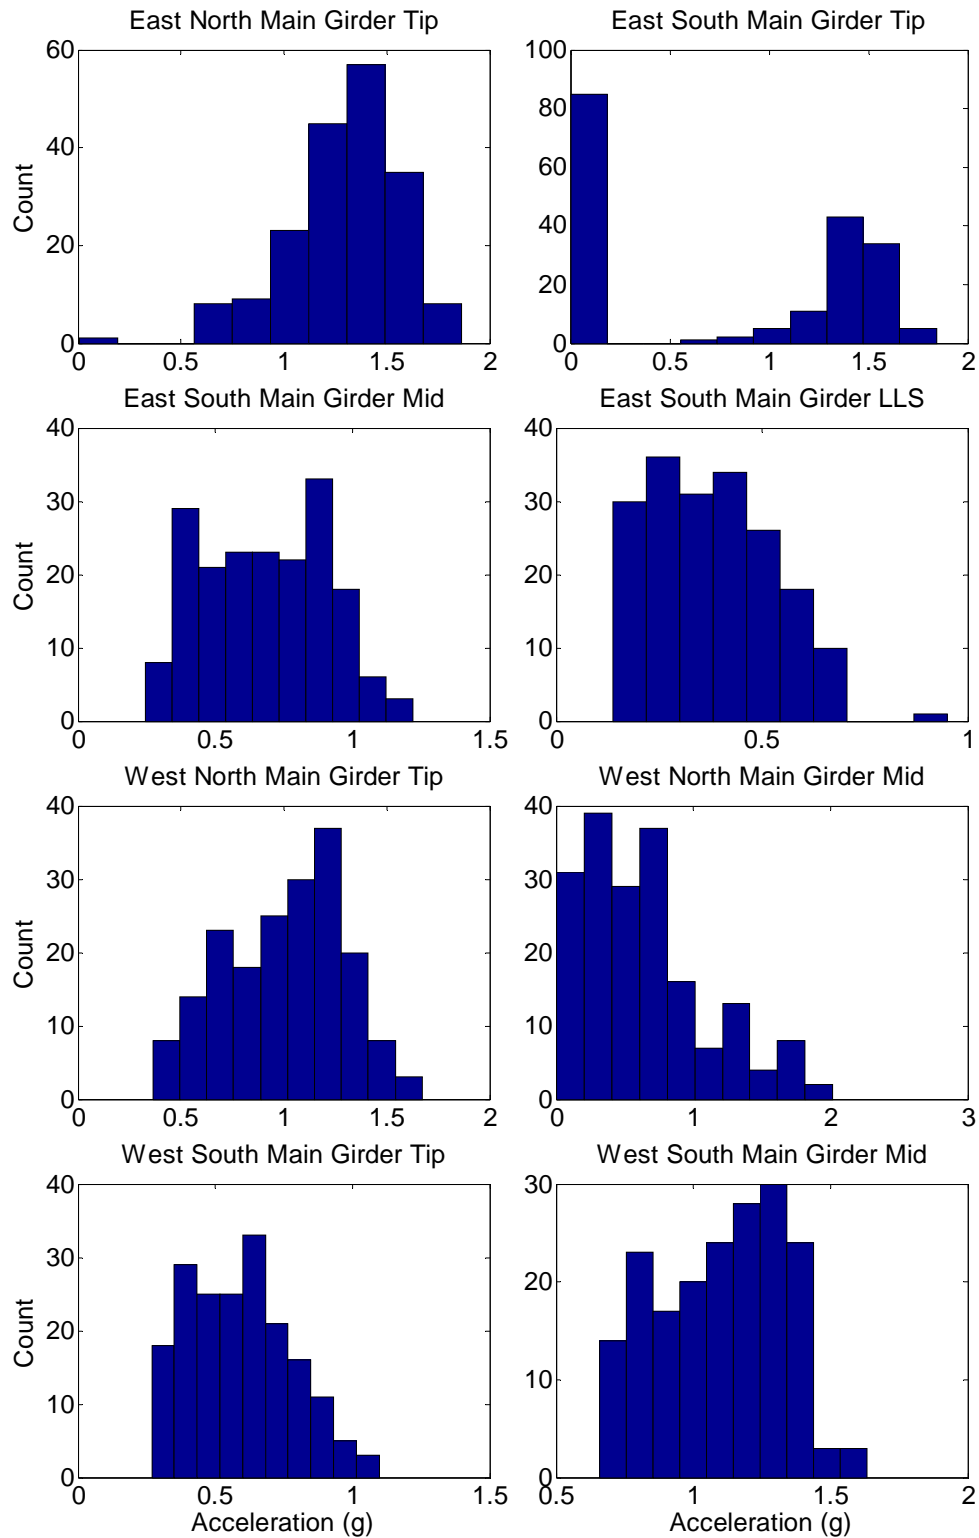 East North Main Girder Tip
East South Main Girder Tip
60
40
20
0
Count
0 0.5 1 1.5 2
100
80
60
40
20
0
0 0.5 1 1.5 2
East South Main Girder Mid
East South Main Girder LLS
40
30
20
10
0
Count
0 0.5 1 1.5
40
30
20
10
0
0 0.5 1
West North Main Girder Tip
West North Main Girder Mid
40
30
20
10
0
Count
0 0.5 1 1.5 2
40
30
20
10
0
0 1 2 3
West South Main Girder Tip
West South Main Girder Mid
40
30
20
10
0
Count
0 0.5 1 1.5
Acceleration (g)
30
20
10
0
0.5 1 1.5 2
Acceleration (g)